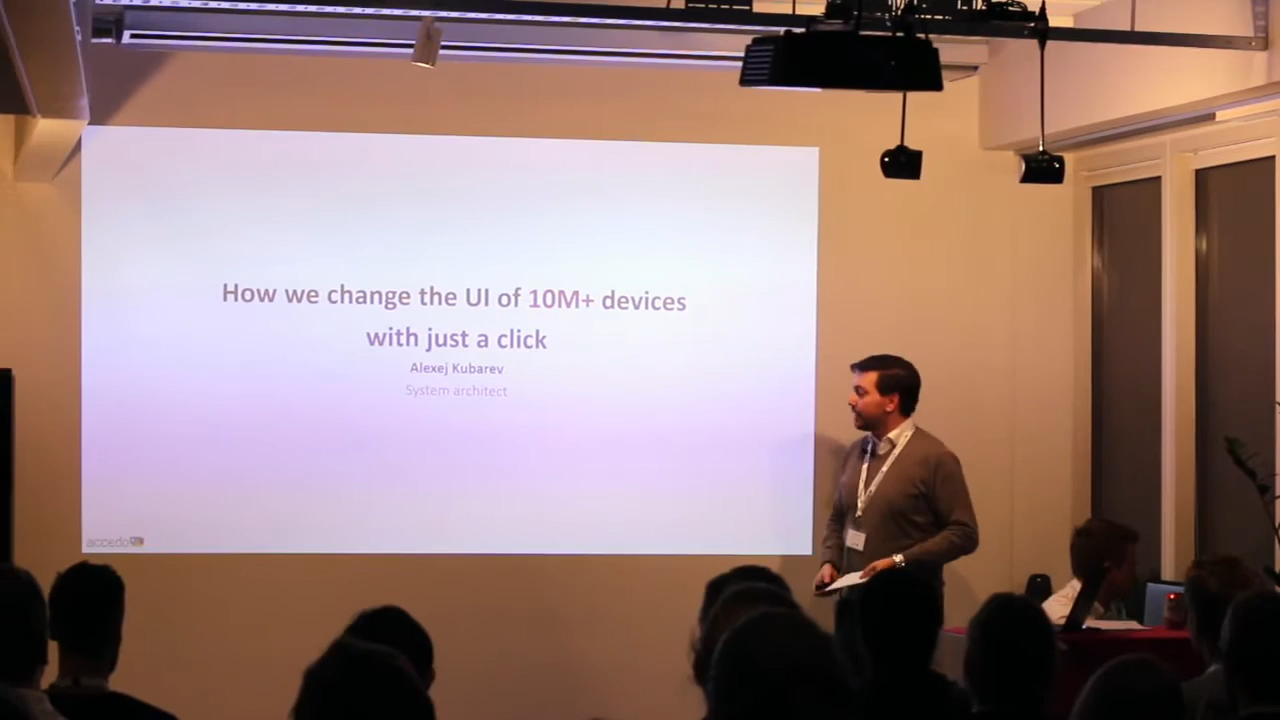 How we change the UI of 10M+ devices
with just a click
Alexej Kubarev
System architect
accedo